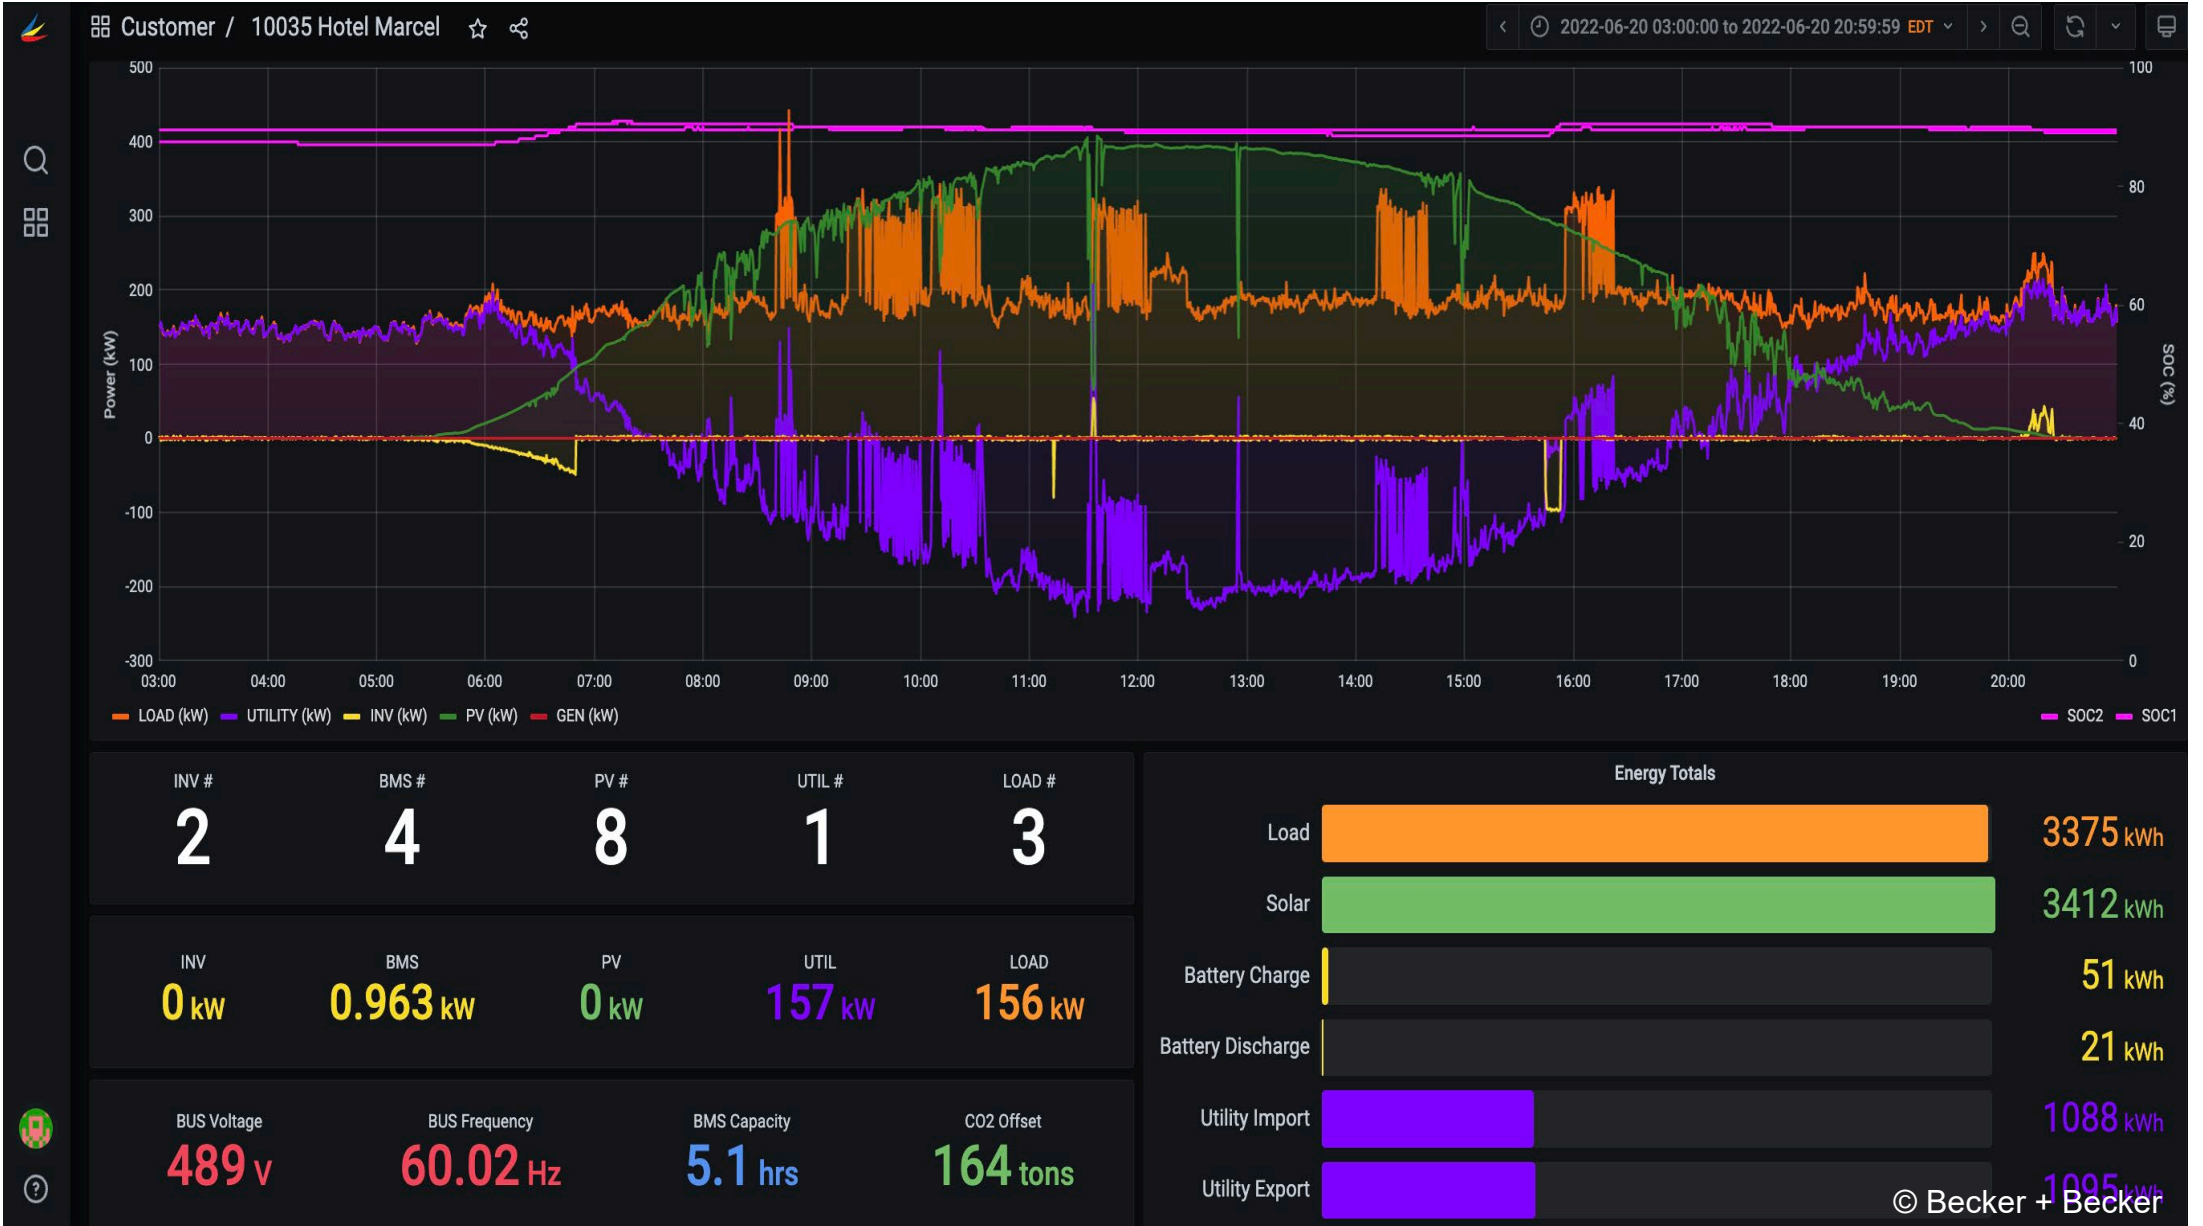 Customer / 10035 Hotel Marcel
2022-06-20 03:00:00 to 2022-06-20 20:59:59 EDT
500
400
300
200
100
0
-100
-200
-300
Power (kW)
100
80
60
40
20
0
SOC (%)
03:00 04:00 05:00 06:00 07:00 08:00 09:00 10:00 11:00 12:00 13:00 14:00 15:00 16:00 17:00 18:00 19:00 20:00
LOAD (kW) UTILITY (kW) INV (kW) PV (kW) GEN (kW) SOC2 SOC1
INV # BMS # PV # UTIL # LOAD #
2 4 8 1 3
INV BMS PV UTIL LOAD
0 kW 0.963 kW 0 kW 157 kW 156 kW
BUS Voltage BUS Frequency BMS Capacity CO2 Offset
489 V 60.02 Hz 5.1 hrs 164 tons
Energy Totals
Load 3375 kWh
Solar 3412 kWh
Battery Charge 51 kWh
Battery Discharge 21 kWh
Utility Import 1088 kWh
Utility Export 1095 kWh
© Becker + Becker